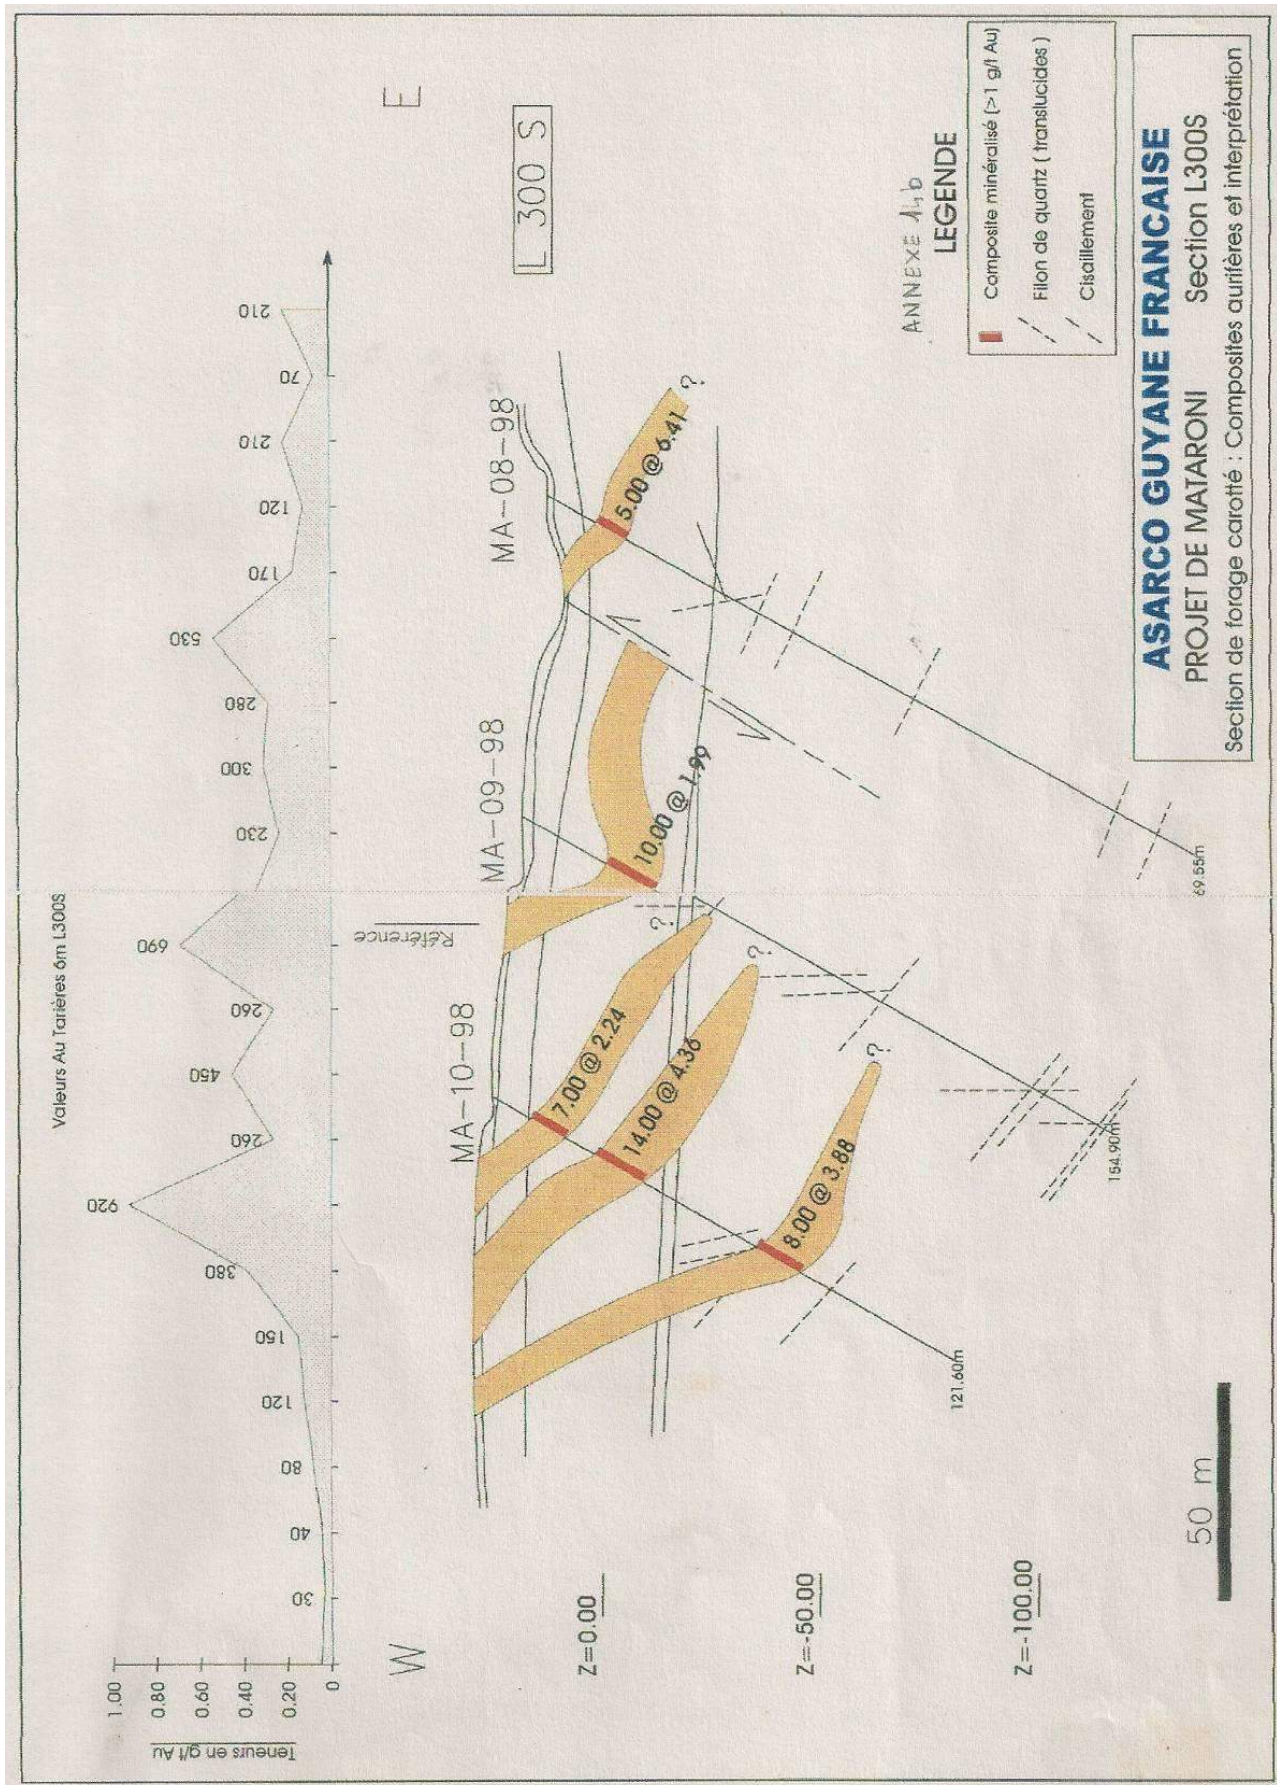 Valeurs Au Tarières 6m L300S
Teneurs en g/t Au
1.00
0.80
0.60
0.40
0.20
0
30
40
80
120
150
380
920
260
450
260
690
230
300
280
530
170
120
210
70
210
W
E
Référence
L 300 S
MA-10-98
MA-09-98
MA-08-98
7.00 @ 2.24
14.00 @ 4.36
8.00 @ 3.88
10.00 @ 1.99
5.00 @ 6.41
?
?
?
?
121.60m
154.90m
69.55m
Z=0.00
Z=-50.00
Z=-100.00
50 m
ANNEXE 14b
LEGENDE
Composite minéralisé (>1 g/t Au)
Filon de quartz ( translucides )
Cisaillement
ASARCO GUYANE FRANCAISE
PROJET DE MATARONI Section L300S
Section de forage carotté : Composites aurifères et interprétation